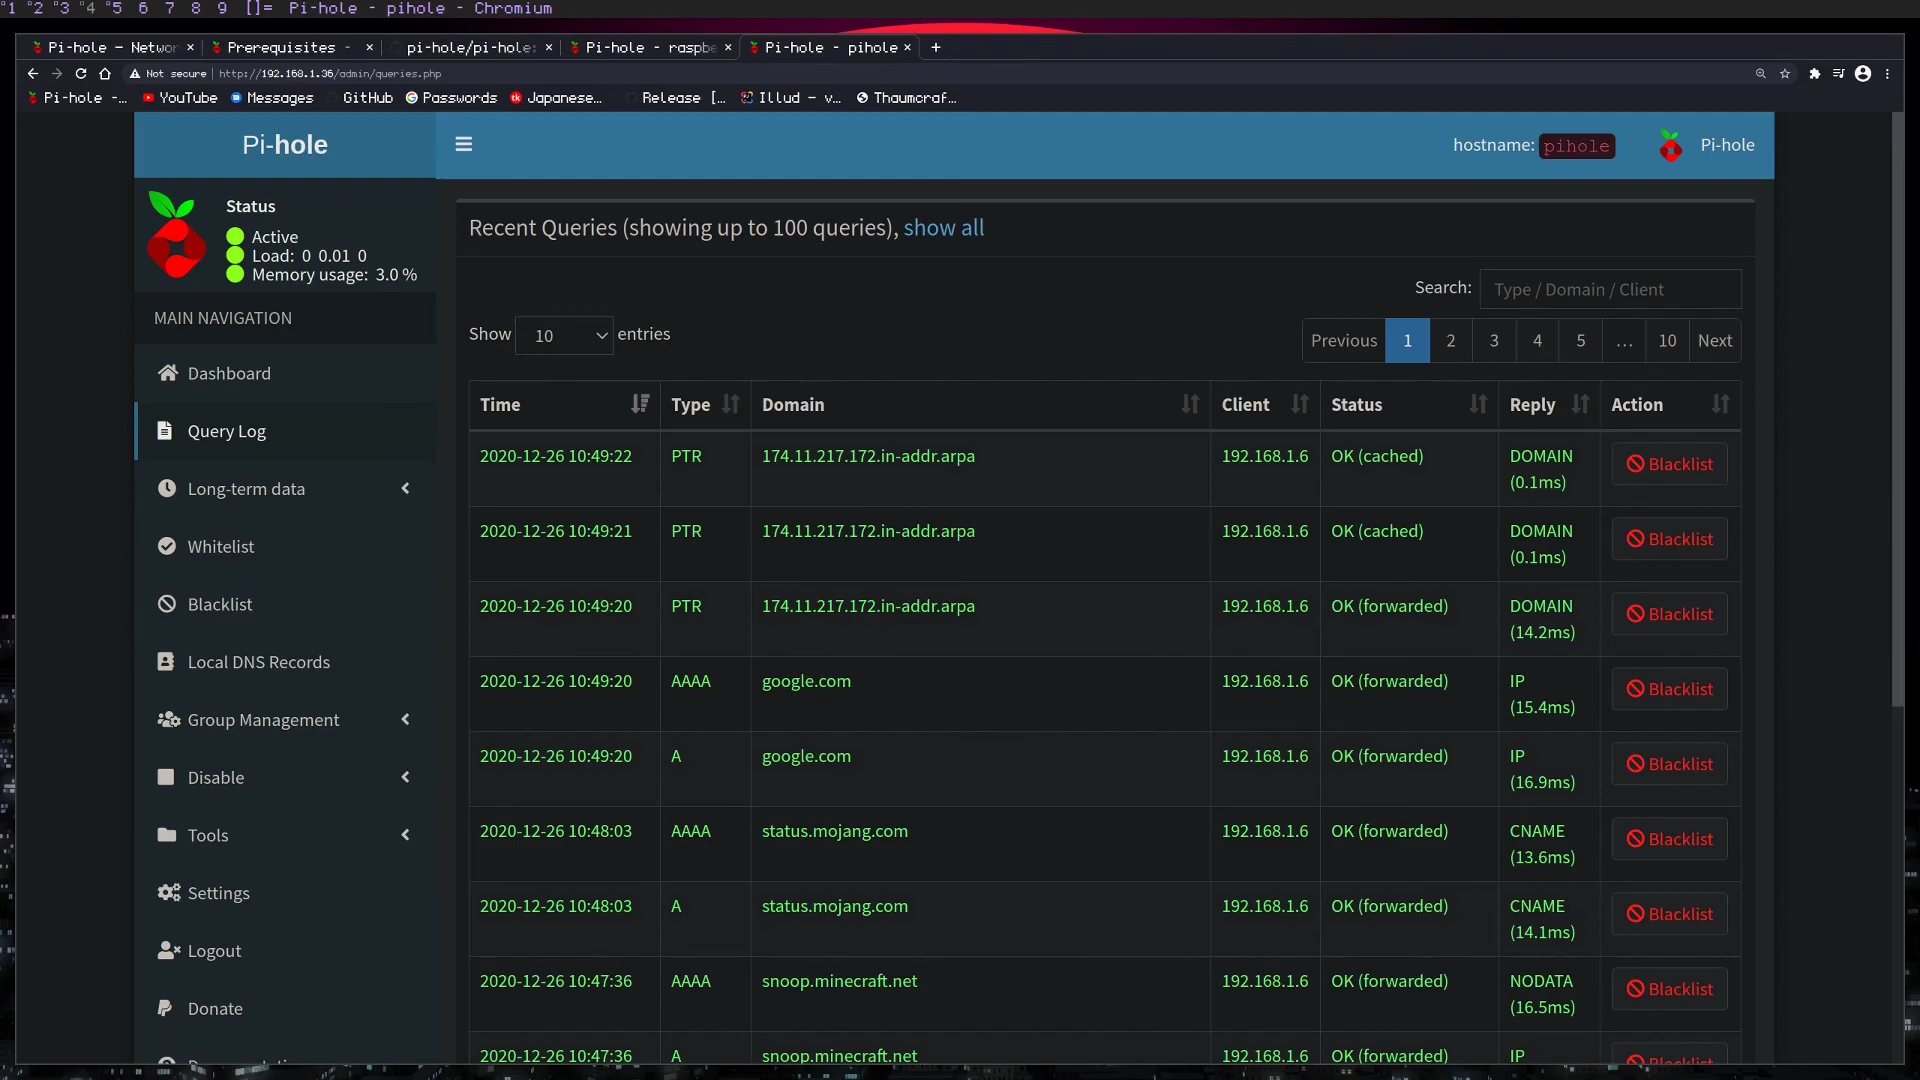 1 2 3 4 5 6 7 8 9 []= Pi-hole - pihole - Chromium
Pi-hole – Networ × Prerequisites - × pi-hole/pi-hole: × Pi-hole - raspbe × Pi-hole - pihole × +
Not secure | http://192.168.1.36/admin/queries.php
Pi-hole -… YouTube Messages GitHub Passwords Japanese… Release [… Illud – v… Thaumcraf…
Pi-hole
hostname: pihole Pi-hole
Status
Active
Load: 0 0.01 0
Memory usage: 3.0 %
MAIN NAVIGATION
Dashboard
Query Log
Long-term data
Whitelist
Blacklist
Local DNS Records
Group Management
Disable
Tools
Settings
Logout
Donate
Recent Queries (showing up to 100 queries), show all
Search: Type / Domain / Client
Show 10 entries
Previous 1 2 3 4 5 … 10 Next
Time Type Domain Client Status Reply Action
2020-12-26 10:49:22 PTR 174.11.217.172.in-addr.arpa 192.168.1.6 OK (cached) DOMAIN Blacklist
(0.1ms)
2020-12-26 10:49:21 PTR 174.11.217.172.in-addr.arpa 192.168.1.6 OK (cached) DOMAIN Blacklist
(0.1ms)
2020-12-26 10:49:20 PTR 174.11.217.172.in-addr.arpa 192.168.1.6 OK (forwarded) DOMAIN Blacklist
(14.2ms)
2020-12-26 10:49:20 AAAA google.com 192.168.1.6 OK (forwarded) IP Blacklist
(15.4ms)
2020-12-26 10:49:20 A google.com 192.168.1.6 OK (forwarded) IP Blacklist
(16.9ms)
2020-12-26 10:48:03 AAAA status.mojang.com 192.168.1.6 OK (forwarded) CNAME Blacklist
(13.6ms)
2020-12-26 10:48:03 A status.mojang.com 192.168.1.6 OK (forwarded) CNAME Blacklist
(14.1ms)
2020-12-26 10:47:36 AAAA snoop.minecraft.net 192.168.1.6 OK (forwarded) NODATA Blacklist
(16.5ms)
2020-12-26 10:47:36 A snoop.minecraft.net 192.168.1.6 OK (forwarded) IP Blacklist